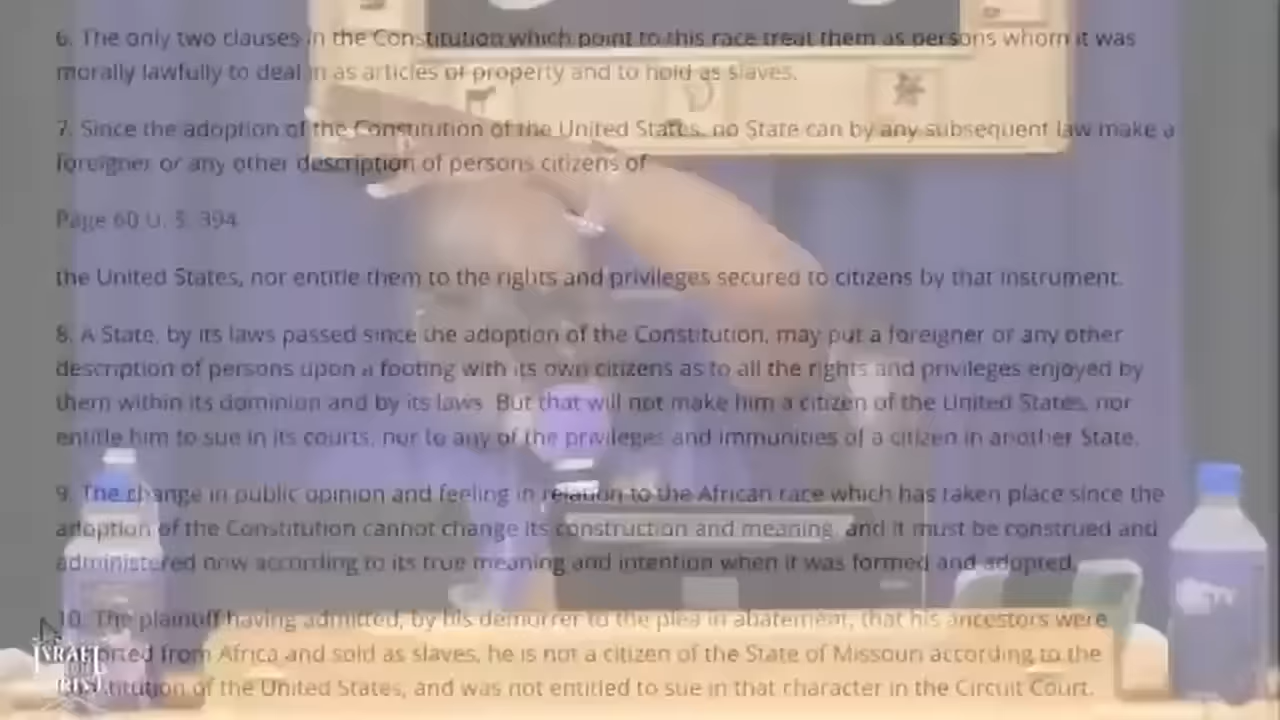 6. The only two clauses in the Constitution which point to this race treat them as persons whom it was
morally lawfully to deal in as articles of property and to hold as slaves.
7. Since the adoption of the Constitution of the United States, no State can by any subsequent law make a
foreigner or any other description of persons citizens of
Page 60 U. S. 394
the United States, nor entitle them to the rights and privileges secured to citizens by that instrument.
8. A State, by its laws passed since the adoption of the Constitution, may put a foreigner or any other
description of persons upon a footing with its own citizens as to all the rights and privileges enjoyed by
them within its dominion and by its laws. But that will not make him a citizen of the United States, nor
entitle him to sue in its courts, nor to any of the privileges and immunities of a citizen in another State.
9. The change in public opinion and feeling in relation to the African race which has taken place since the
adoption of the Constitution cannot change its construction and meaning, and it must be construed and
administered now according to its true meaning and intention when it was formed and adopted.
10. The plaintiff having admitted, by his demurrer to the plea in abatement, that his ancestors were
from Africa and sold as slaves, he is not a citizen of the State of Missouri according to the
of the United States, and was not entitled to sue in that character in the Circuit Court.
ISRAEL